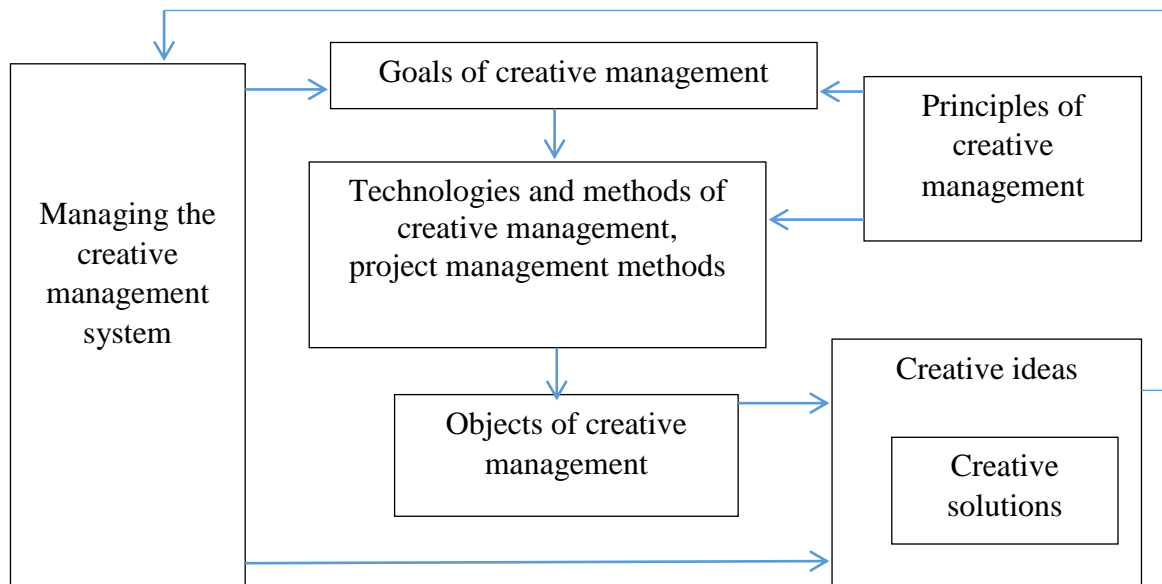 Goals of creative management
Principles of
creative
management
Managing the
creative
management
system
Technologies and methods of
creative management,
project management methods
Objects of creative
management
Creative ideas
Creative
solutions